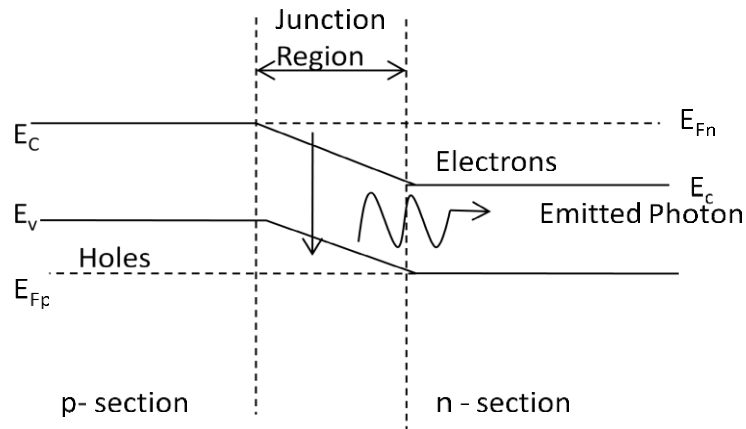 Junction
Region
E_C
E_Fn
Electrons
E_c
E_v
Emitted Photon
Holes
E_Fp
p- section
n - section